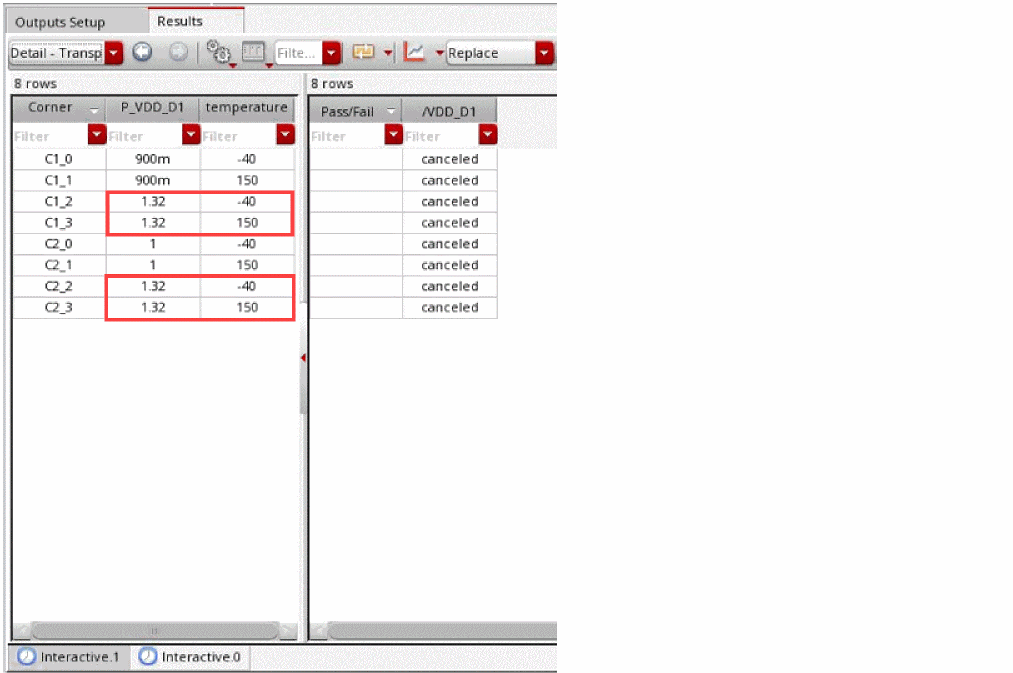 Outputs Setup Results
Detail - Transp Filte... Replace
8 rows 8 rows
Corner P_VDD_D1 temperature Pass/Fail /VDD_D1
Filter Filter Filter Filter Filter
C1_0 900m -40 canceled
C1_1 900m 150 canceled
C1_2 1.32 -40 canceled
C1_3 1.32 150 canceled
C2_0 1 -40 canceled
C2_1 1 150 canceled
C2_2 1.32 -40 canceled
C2_3 1.32 150 canceled
Interactive.1 Interactive.0